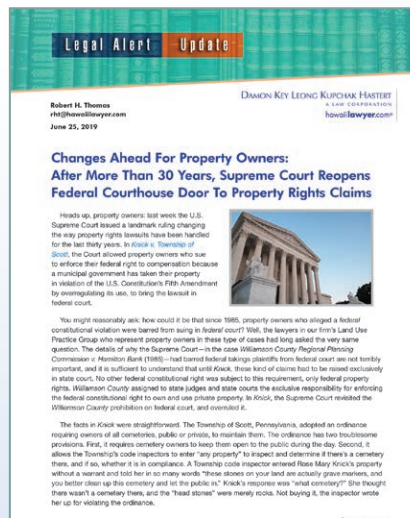 Legal Alert Update
DAMON KEY LEONG KUPCHAK HASTERT
A LAW CORPORATION
hawaiilawyer.com®
Robert H. Thomas
rht@hawaiilawyer.com
June 25, 2019
Changes Ahead For Property Owners:
After More Than 30 Years, Supreme Court Reopens
Federal Courthouse Door To Property Rights Claims
Heads up, property owners: last week the U.S.
Supreme Court issued a landmark ruling changing
the way property rights lawsuits have been handled
for the last thirty years. In Knick v. Township of
Scott, the Court allowed property owners who sue
to enforce their federal right to compensation because
a municipal government has taken their property
in violation of the U.S. Constitution's Fifth Amendment
by overregulating its use, to bring the lawsuit in
federal court.
You might reasonably ask: how could it be that since 1985, property owners who alleged a federal
constitutional violation were barred from suing in federal court? Well, the lawyers in our firm's Land Use
Practice Group who represent property owners in these type of cases had long asked the very same
question. The details of why the Supreme Court—in the case Williamson County Regional Planning
Commission v. Hamilton Bank (1985)—had barred federal takings plaintiffs from federal court are not terribly
important, and it is sufficient to understand that until Knick, these kind of claims had to be raised exclusively
in state court. No other federal constitutional right was subject to this requirement, only federal property
rights. Williamson County assigned to state judges and state courts the exclusive responsibility for enforcing
the federal constitutional right to own and use private property. In Knick, the Supreme Court revisited the
Williamson County prohibition on federal court, and overruled it.
The facts in Knick were straightforward. The Township of Scott, Pennsylvania, adopted an ordinance
requiring owners of all cemeteries, public or private, to maintain them. The ordinance has two troublesome
provisions. First, it requires cemetery owners to keep them open to the public during the day. Second, it
allows the Township's code inspectors to enter "any property" to inspect and determine if there's a cemetery
there, and if so, whether it is in compliance. A Township code inspector entered Rose Mary Knick's property
without a warrant and told her in so many words "these stones on your land are actually grave markers, and
you better clean up this cemetery and let the public in." Knick's response was "what cemetery?" She thought
there wasn't a cemetery there, and the "head stones" were merely rocks. Not buying it, the inspector wrote
her up for violating the ordinance.